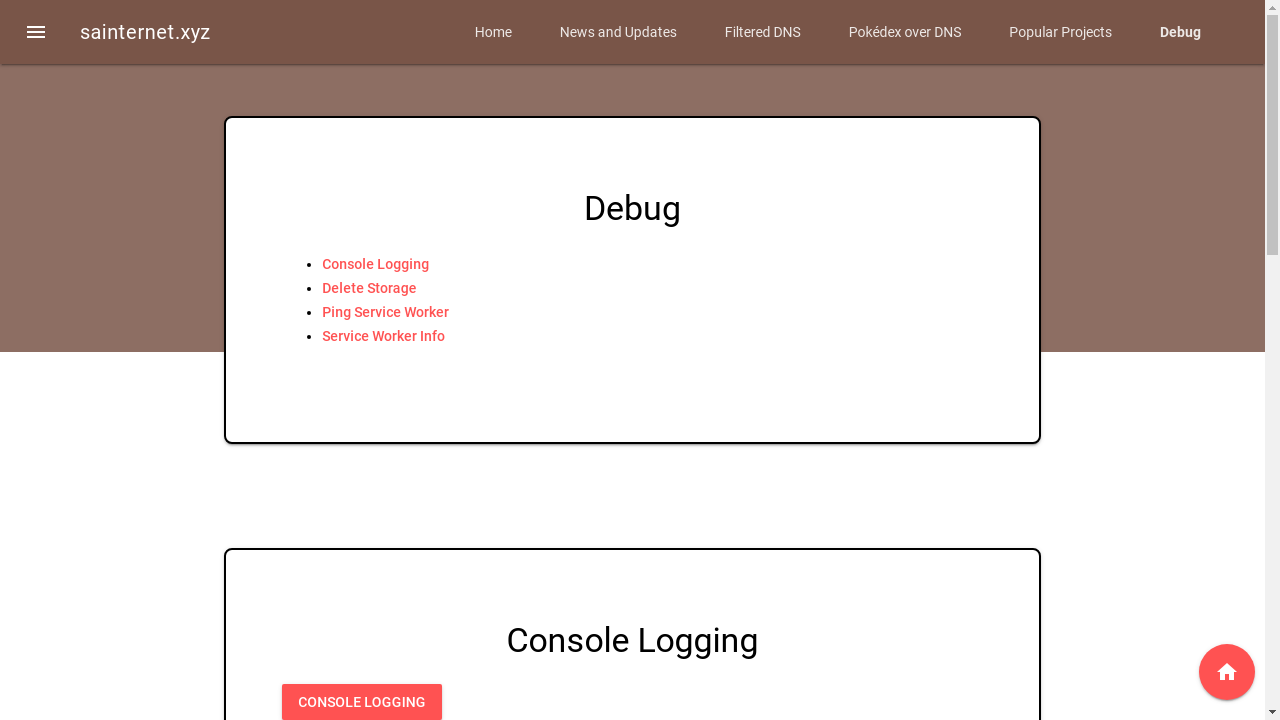 sainternet.xyz
Home
News and Updates
Filtered DNS
Pokédex over DNS
Popular Projects
Debug
Debug
Console Logging
Delete Storage
Ping Service Worker
Service Worker Info
Console Logging
CONSOLE LOGGING